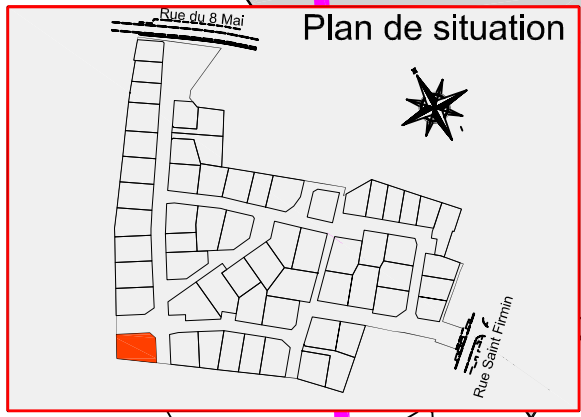 Rue du 8 Mai
Plan de situation
Rue Saint Firmin